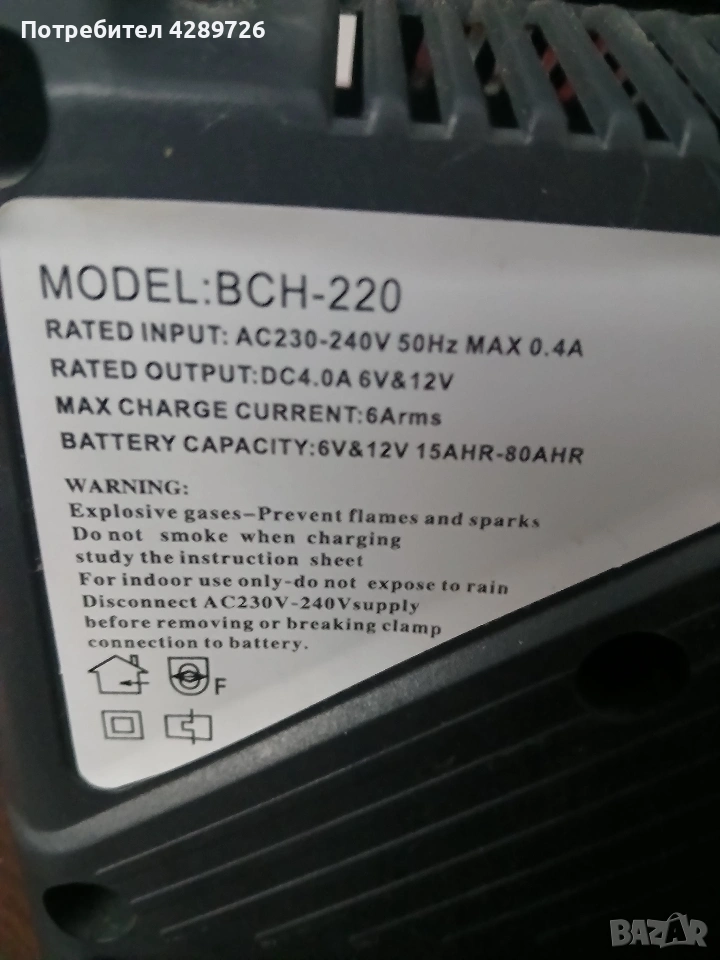 Потребител 4289726
MODEL:BCH-220
RATED INPUT: AC230-240V 50Hz MAX 0.4A
RATED OUTPUT:DC4.0A 6V&12V
MAX CHARGE CURRENT:6Arms
BATTERY CAPACITY:6V&12V 15AHR-80AHR
WARNING:
Explosive gases-Prevent flames and sparks
Do not smoke when charging
study the instruction sheet
For indoor use only-do not expose to rain
Disconnect AC230V-240Vsupply
before removing or breaking clamp
connection to battery.
F
BAZAR